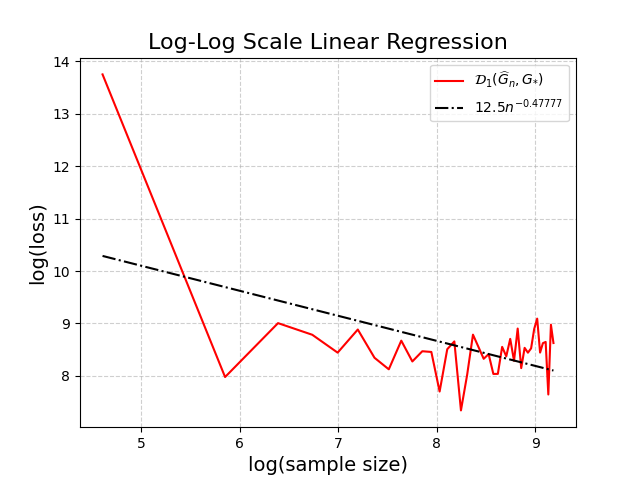 Log-Log Scale Linear Regression
𝒟₁(Ĝₙ, G_*)
12.5n^{-0.47777}
log(loss)
14
13
12
11
10
9
8
5
6
7
8
9
log(sample size)